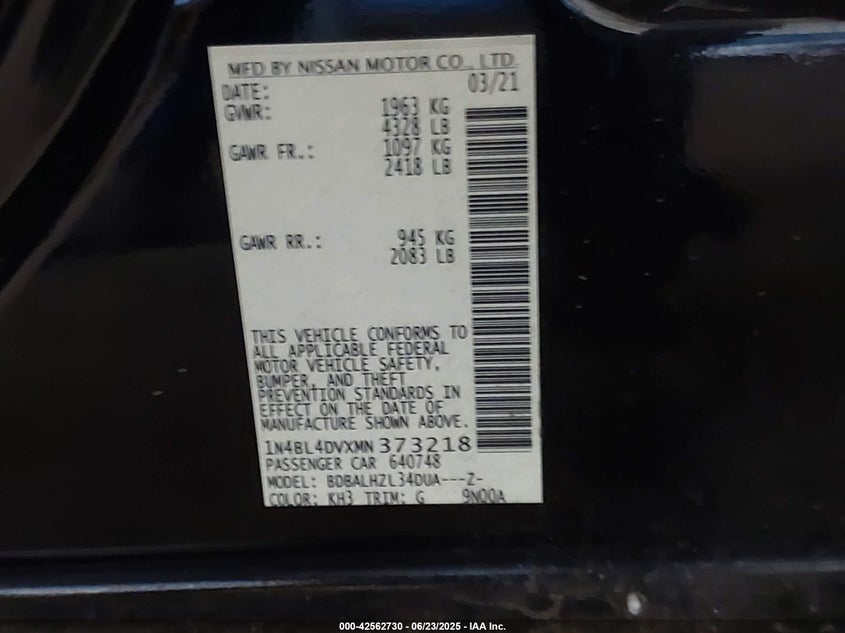 MFD BY NISSAN MOTOR CO., LTD.
DATE: 03/21
GVWR: 1963 KG
4328 LB
GAWR FR.: 1097 KG
2418 LB
GAWR RR.: 945 KG
2083 LB
THIS VEHICLE CONFORMS TO
ALL APPLICABLE FEDERAL
MOTOR VEHICLE SAFETY,
BUMPER, AND THEFT
PREVENTION STANDARDS IN
EFFECT ON THE DATE OF
MANUFACTURE SHOWN ABOVE.
1N4BL4DVXMN373218
PASSENGER CAR 640748
MODEL: BDBALHZL34DUA---Z-
COLOR: KH3 TRIM: G 9N00A
000-42562730 - 06/23/2025 - IAA Inc.